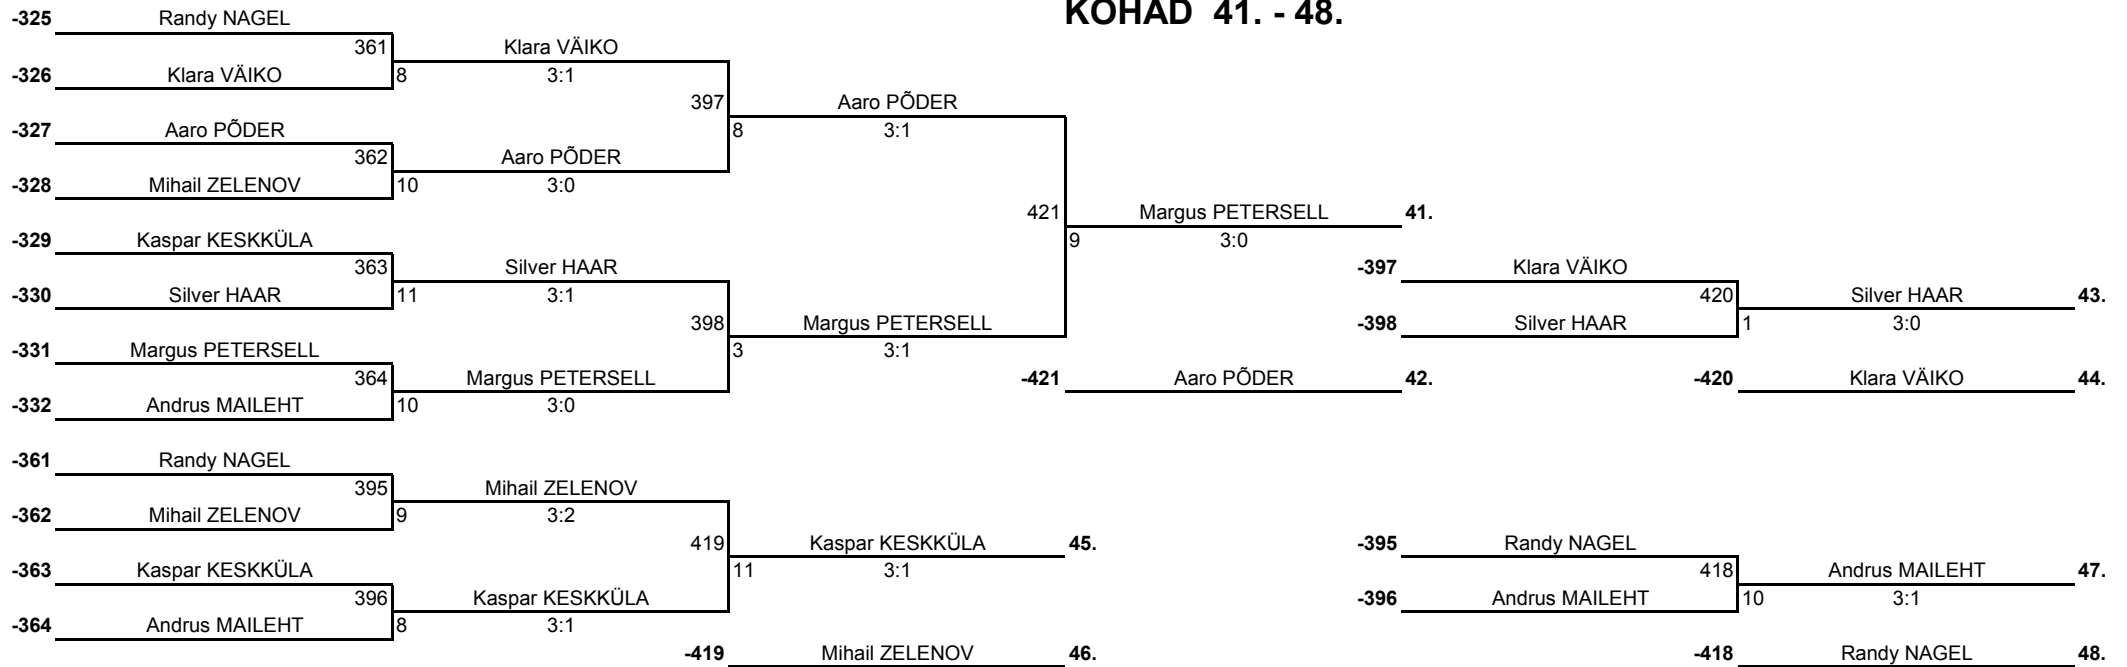 KOHAD 41. - 48.
-325 Randy NAGEL
361 Klara VÄIKO
-326 Klara VÄIKO 8 3:1
397 Aaro PÕDER
-327 Aaro PÕDER 8 3:1
362 Aaro PÕDER
-328 Mihail ZELENOV 10 3:0
421 Margus PETERSELL 41.
-329 Kaspar KESKKÜLA 9 3:0
363 Silver HAAR -397 Klara VÄIKO
-330 Silver HAAR 11 3:1 420 Silver HAAR 43.
398 Margus PETERSELL -398 Silver HAAR 1 3:0
-331 Margus PETERSELL 3 3:1
364 Margus PETERSELL -421 Aaro PÕDER 42. -420 Klara VÄIKO 44.
-332 Andrus MAILEHT 10 3:0
-361 Randy NAGEL
395 Mihail ZELENOV
-362 Mihail ZELENOV 9 3:2
419 Kaspar KESKKÜLA 45. -395 Randy NAGEL
-363 Kaspar KESKKÜLA 11 3:1 418 Andrus MAILEHT 47.
396 Kaspar KESKKÜLA -396 Andrus MAILEHT 10 3:1
-364 Andrus MAILEHT 8 3:1
-419 Mihail ZELENOV 46. -418 Randy NAGEL 48.